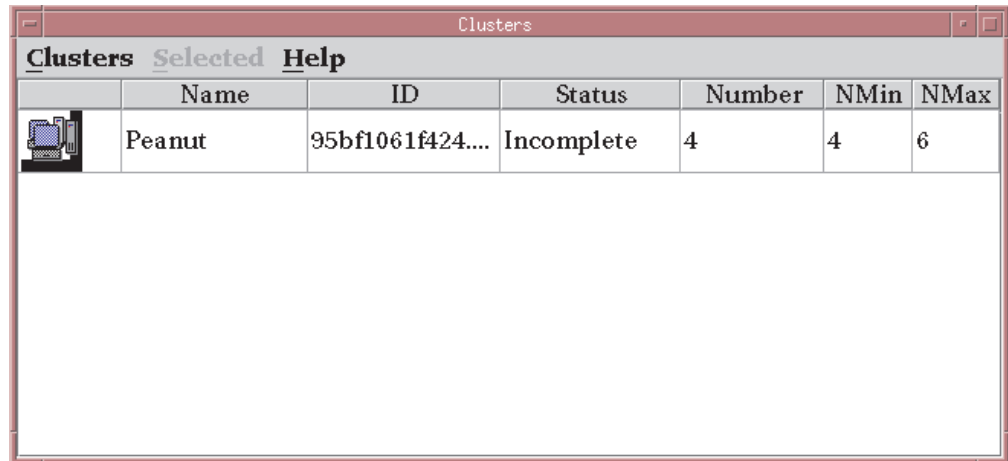 Clusters
Clusters Selected Help
Name ID Status Number NMin NMax
Peanut 95bf1061f424.... Incomplete 4 4 6